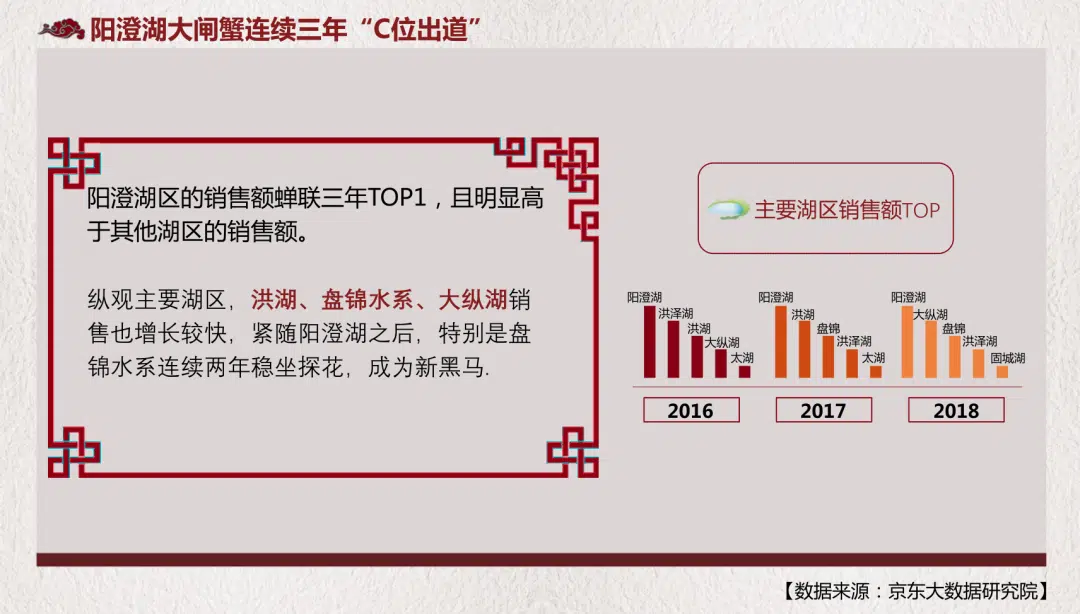 阳澄湖大闸蟹连续三年“C位出道”
阳澄湖区的销售额蝉联三年TOP1，且明显高
于其他湖区的销售额。
纵观主要湖区，洪湖、盘锦水系、大纵湖销
售也增长较快，紧随阳澄湖之后，特别是盘
锦水系连续两年稳坐探花，成为新黑马.
主要湖区销售额TOP
阳澄湖
洪泽湖
洪湖
大纵湖
太湖
2016
阳澄湖
洪湖
盘锦
洪泽湖
太湖
2017
阳澄湖
大纵湖
盘锦
洪泽湖
固城湖
2018
【数据来源：京东大数据研究院】